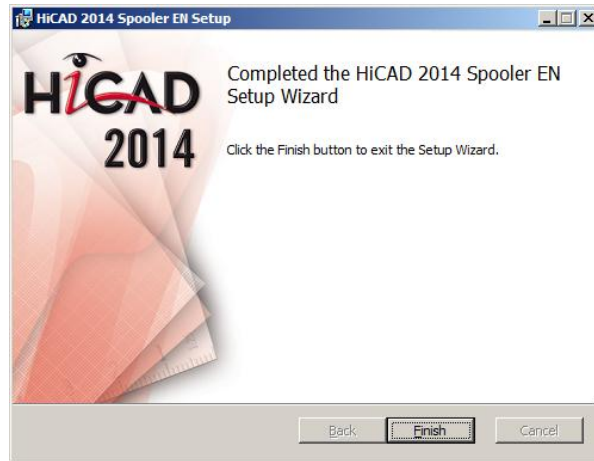 HiCAD 2014 Spooler EN Setup
HiCAD
2014
Completed the HiCAD 2014 Spooler EN
Setup Wizard
Click the Finish button to exit the Setup Wizard.
Back Finish Cancel